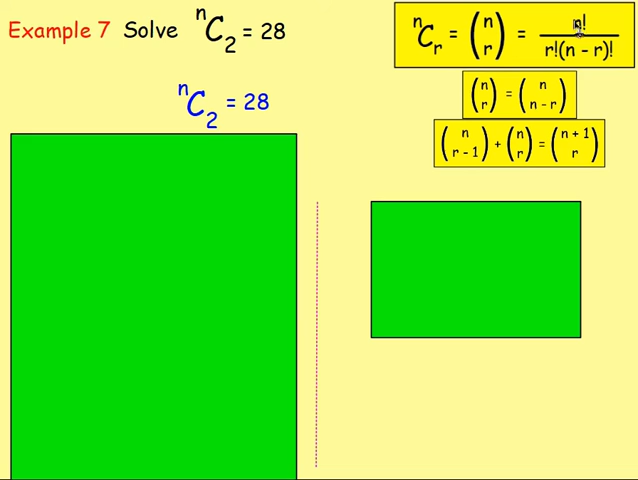 Example 7 Solve ⁿC₂ = 28
ⁿCᵣ = (n r) = n! / r!(n - r)!
(n r) = (n n - r)
(n r - 1) + (n r) = (n + 1 r)
ⁿC₂ = 28